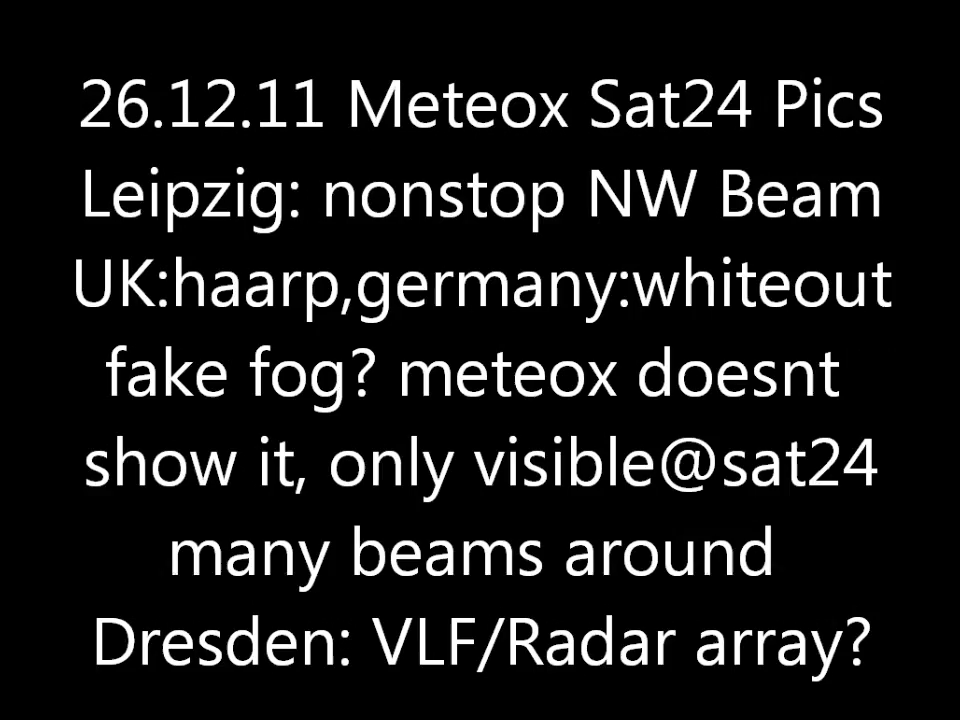 26.12.11 Meteox Sat24 Pics
Leipzig: nonstop NW Beam
UK:haarp,germany:whiteout
fake fog? meteox doesnt
show it, only visible@sat24
many beams around
Dresden: VLF/Radar array?